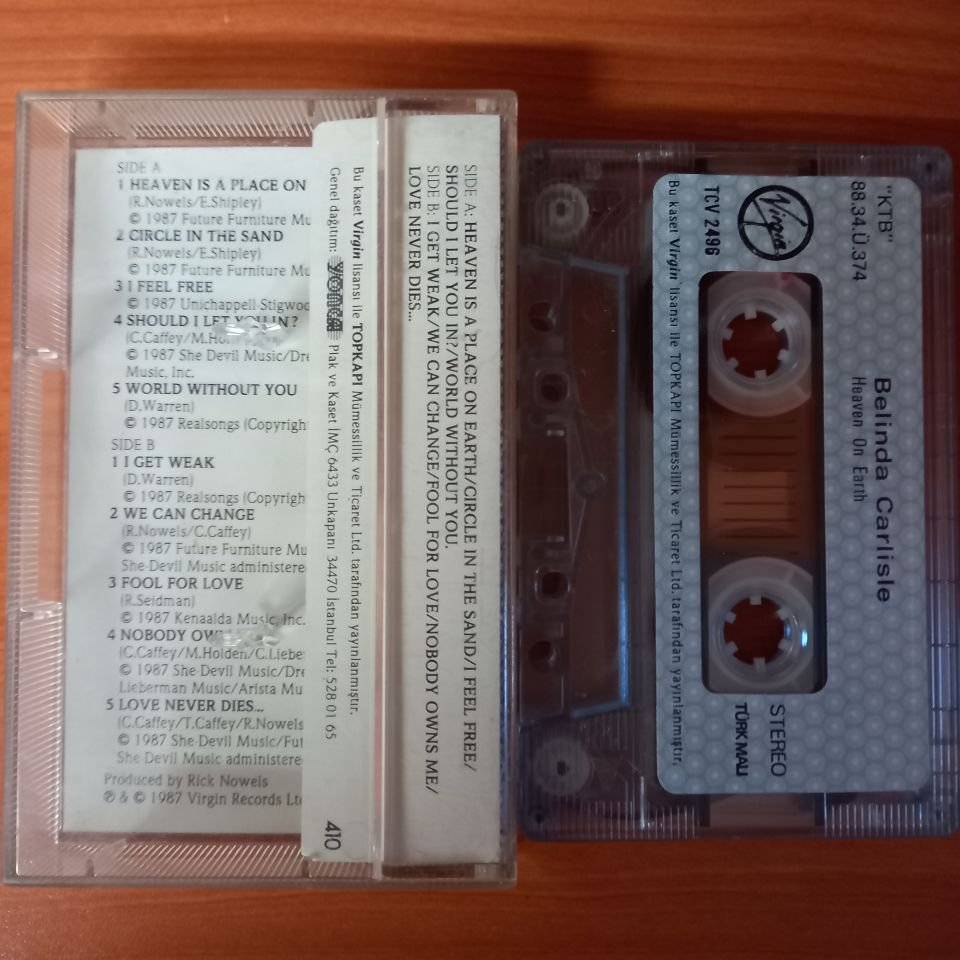 SIDE A
1 HEAVEN IS A PLACE ON
(R.Nowels/E.Shipley)
© 1987 Future Furniture Mu
2 CIRCLE IN THE SAND
(R.Nowels/E.Shipley)
© 1987 Future Furniture Mu
3 I FEEL FREE
© 1987 Unichappell-Stigwoo
4 SHOULD I LET YOU IN?
(C.Caffey/M.
© 1987 She Devil Music/Dre
Music, Inc.
5 WORLD WITHOUT YOU
(D.Warren)
© 1987 Realsongs (Copyrigh
SIDE B
1 I GET WEAK
(D.Warren)
© 1987 Realsongs (Copyrigh
2 WE CAN CHANGE
(R.Nowels/C.Caffey)
© 1987 Future Furniture Mu
She-Devil Music administere
3 FOOL FOR LOVE
(R.Seidman)
© 1987 Kenaalda Music, Inc.
4 NOBODY OW
(C.Caffey/M.Holden/C.Liebe
© 1987 She-Devil Music/Dre
Lieberman Music/Arista Mu
5 LOVE NEVER DIES...
(C.Caffey/T.Caffey/R.Nowels
© 1987 She-Devil Music/Fut
She Devil Music administere
Produced by Rick Nowels
℗ & © 1987 Virgin Records Ltd
Bu kaset Virgin lisansı ile TOPKAPI Mümessillik ve Ticaret Ltd. tarafından yayınlanmıştır.
Genel dağıtım: yonca Plak ve Kaset İMÇ 6433 Unkapanı 34470 İstanbul Tel: 528 01 65
410
SIDE A: HEAVEN IS A PLACE ON EARTH/CIRCLE IN THE SAND/I FEEL FREE/
SHOULD I LET YOU IN?/WORLD WITHOUT YOU.
SIDE B: I GET WEAK/WE CAN CHANGE/FOOL FOR LOVE/NOBODY OWNS ME/
LOVE NEVER DIES...
"KTB"
88.34.Ü.374
Belinda Carlisle
Heaven On Earth
Virgin
TCV 2496
STEREO
TÜRK MALI
Bu kaset Virgin lisansı ile TOPKAPI Mümessillik ve Ticaret Ltd. tarafından yayınlanmıştır.